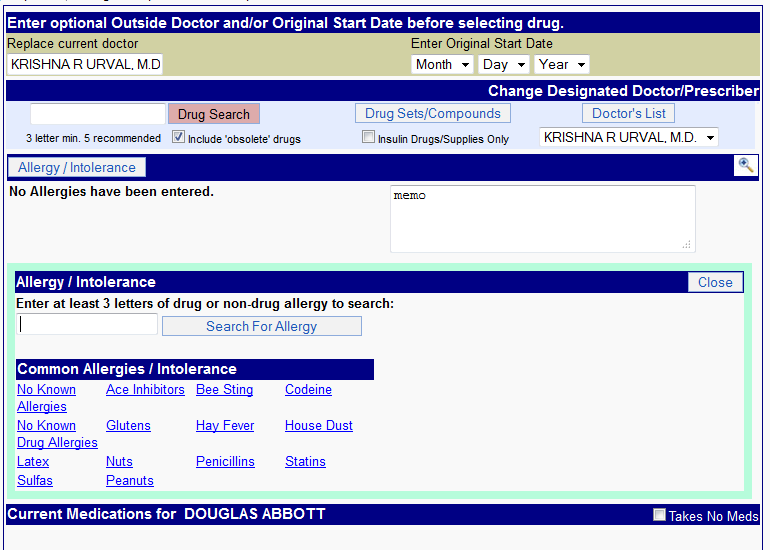 Enter optional Outside Doctor and/or Original Start Date before selecting drug.
Replace current doctor Enter Original Start Date
KRISHNA R URVAL, M.D Month Day Year
Change Designated Doctor/Prescriber
Drug Search Drug Sets/Compounds Doctor's List
3 letter min. 5 recommended Include 'obsolete' drugs Insulin Drugs/Supplies Only KRISHNA R URVAL, M.D.
Allergy / Intolerance
No Allergies have been entered. memo
Allergy / Intolerance Close
Enter at least 3 letters of drug or non-drug allergy to search:
Search For Allergy
Common Allergies / Intolerance
No Known Allergies Ace Inhibitors Bee Sting Codeine
No Known Drug Allergies Glutens Hay Fever House Dust
Latex Nuts Penicillins Statins
Sulfas Peanuts
Current Medications for DOUGLAS ABBOTT Takes No Meds